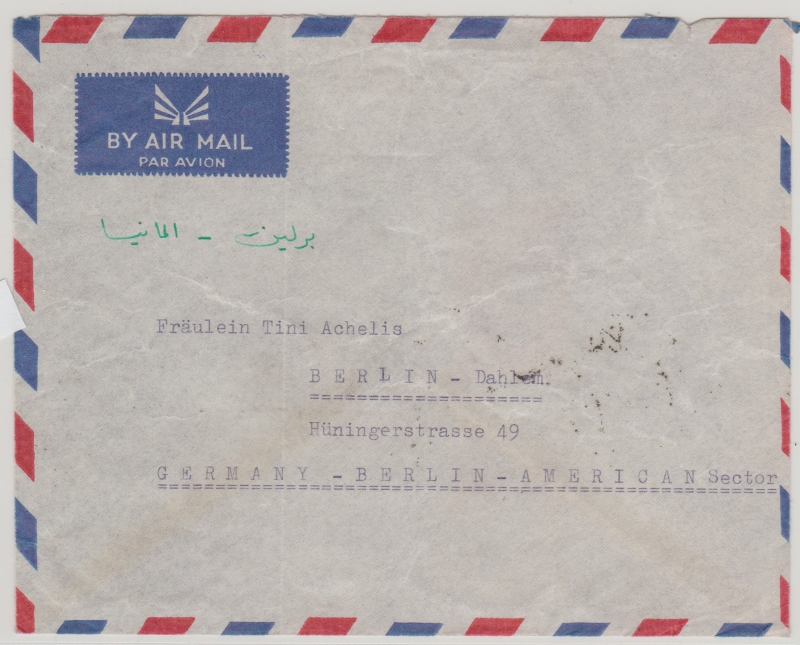 BY AIR MAIL
PAR AVION
برلين - المانيا
Fräulein Tini Achelis
BERLIN - Dahlem
Hüningerstrasse 49
GERMANY - BERLIN - AMERICAN Sector